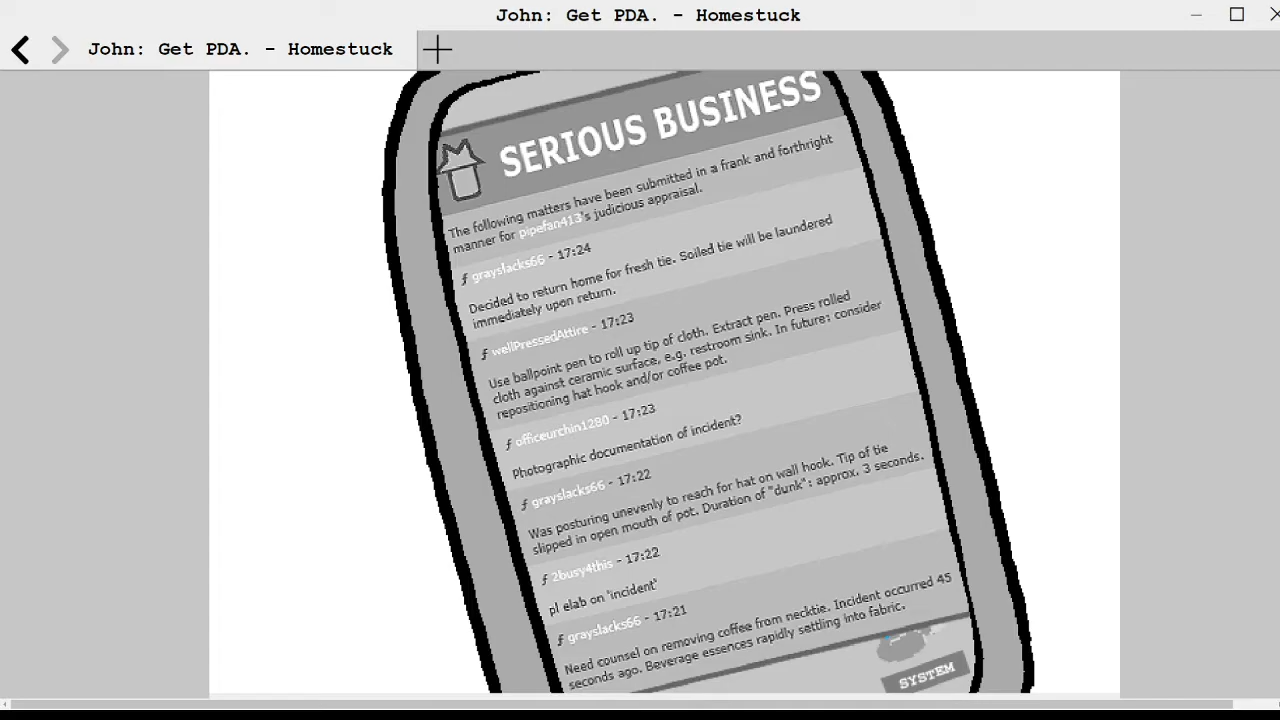 John: Get PDA. - Homestuck
John: Get PDA. - Homestuck
SERIOUS BUSINESS
The following matters have been submitted in a frank and forthright
manner for pipefan413's judicious appraisal.
ƒ grayslacks66 - 17:24
Decided to return home for fresh tie. Soiled tie will be laundered
immediately upon return.
ƒ wellPressedAttire - 17:23
Use ballpoint pen to roll up tip of cloth. Extract pen. Press rolled
cloth against ceramic surface, e.g. restroom sink. In future: consider
repositioning hat hook and/or coffee pot.
ƒ officeurchin1280 - 17:23
Photographic documentation of incident?
ƒ grayslacks66 - 17:22
Was posturing unevenly to reach for hat on wall hook. Tip of tie
slipped in open mouth of pot. Duration of "dunk": approx. 3 seconds.
ƒ 2busy4this - 17:22
pl elab on 'incident'
ƒ grayslacks66 - 17:21
Need counsel on removing coffee from necktie. Incident occurred 45
seconds ago. Beverage essences rapidly settling into fabric.
SYSTEM